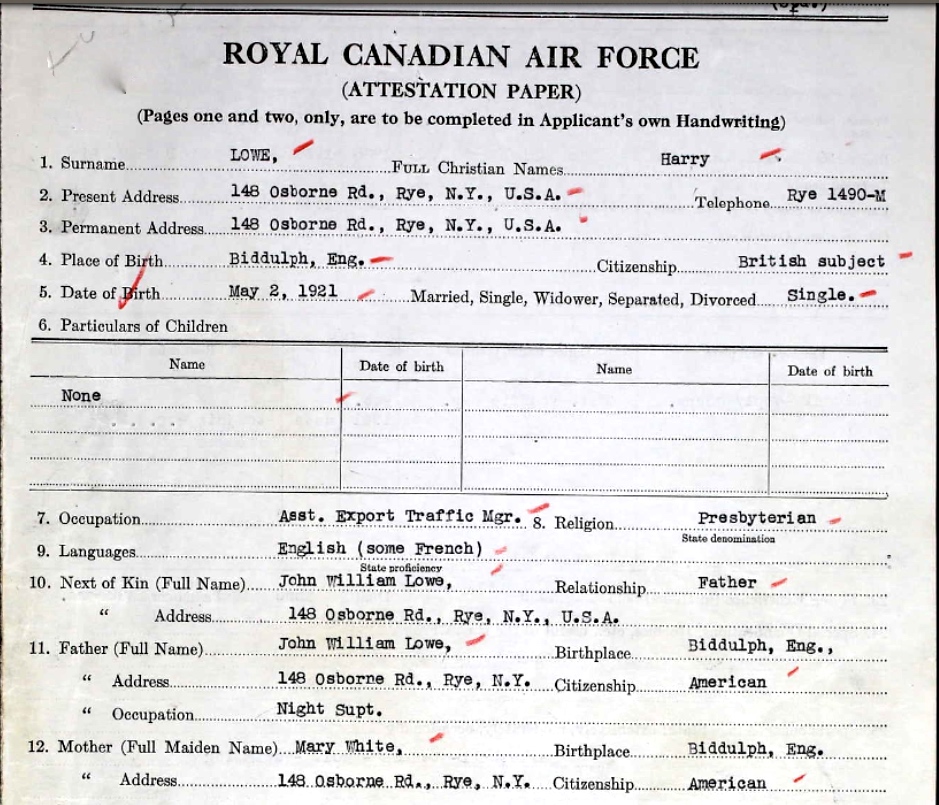 ROYAL CANADIAN AIR FORCE
(ATTESTATION PAPER)
(Pages one and two, only, are to be completed in Applicant's own Handwriting)
1. Surname LOWE, FULL Christian Names Harry
2. Present Address 148 Osborne Rd., Rye, N.Y., U.S.A. Telephone Rye 1490-M
3. Permanent Address 148 Osborne Rd., Rye, N.Y., U.S.A.
4. Place of Birth Biddulph, Eng. Citizenship British subject
5. Date of Birth May 2, 1921 Married, Single, Widower, Separated, Divorced Single.
6. Particulars of Children
Name Date of birth Name Date of birth
None
7. Occupation Asst. Export Traffic Mgr. 8. Religion Presbyterian
State denomination
9. Languages English (some French)
State proficiency
10. Next of Kin (Full Name) John William Lowe, Relationship Father
" Address 148 Osborne Rd., Rye, N.Y., U.S.A.
11. Father (Full Name) John William Lowe, Birthplace Biddulph, Eng.,
" Address 148 Osborne Rd., Rye, N.Y. Citizenship American
" Occupation Night Supt.
12. Mother (Full Maiden Name) Mary White, Birthplace Biddulph, Eng.
" Address 148 Osborne Rd., Rye, N.Y. Citizenship American